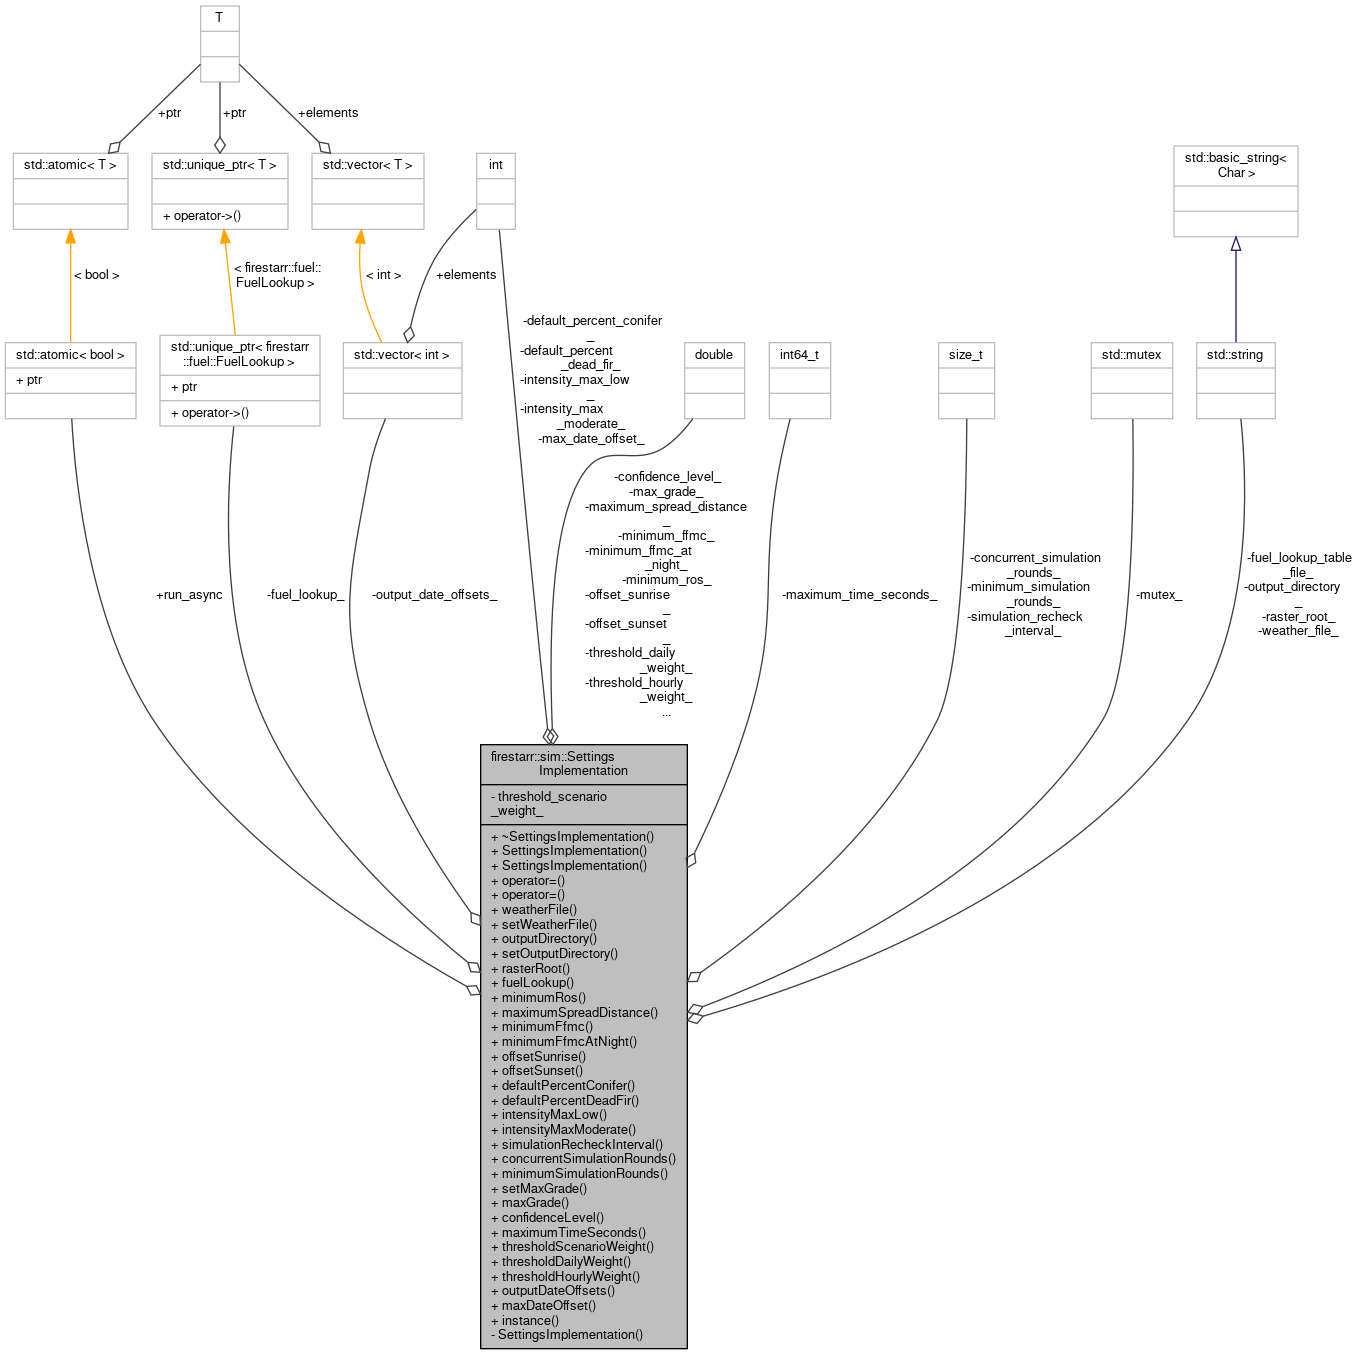 T
+ptr
+ptr
+elements
std::atomic< T >
std::unique_ptr< T >
+ operator->()
std::vector< T >
int
std::basic_string<
Char >
< bool >
< firestarr::fuel::
FuelLookup >
< int >
+elements
std::atomic< bool >
+ ptr
std::unique_ptr< firestarr
::fuel::FuelLookup >
+ ptr
+ operator->()
std::vector< int >
-default_percent_conifer
_
-default_percent
_dead_fir_
-intensity_max_low
_
-intensity_max
_moderate_
-max_date_offset_
double
int64_t
size_t
std::mutex
std::string
+run_async
-fuel_lookup_
-output_date_offsets_
-confidence_level_
-max_grade_
-maximum_spread_distance
_
-minimum_ffmc_
-minimum_ffmc_at
_night_
-minimum_ros_
-offset_sunrise
_
-offset_sunset
_
-threshold_daily
_weight_
-threshold_hourly
_weight_
...
-maximum_time_seconds_
-concurrent_simulation
_rounds_
-minimum_simulation
_rounds_
-simulation_recheck
_interval_
-mutex_
-fuel_lookup_table
_file_
-output_directory
_
-raster_root_
-weather_file_
firestarr::sim::Settings
Implementation
- threshold_scenario
_weight_
+ ~SettingsImplementation()
+ SettingsImplementation()
+ SettingsImplementation()
+ operator=()
+ operator=()
+ weatherFile()
+ setWeatherFile()
+ outputDirectory()
+ setOutputDirectory()
+ rasterRoot()
+ fuelLookup()
+ minimumRos()
+ maximumSpreadDistance()
+ minimumFfmc()
+ minimumFfmcAtNight()
+ offsetSunrise()
+ offsetSunset()
+ defaultPercentConifer()
+ defaultPercentDeadFir()
+ intensityMaxLow()
+ intensityMaxModerate()
+ simulationRecheckInterval()
+ concurrentSimulationRounds()
+ minimumSimulationRounds()
+ setMaxGrade()
+ maxGrade()
+ confidenceLevel()
+ maximumTimeSeconds()
+ thresholdScenarioWeight()
+ thresholdDailyWeight()
+ thresholdHourlyWeight()
+ outputDateOffsets()
+ maxDateOffset()
+ instance()
- SettingsImplementation()